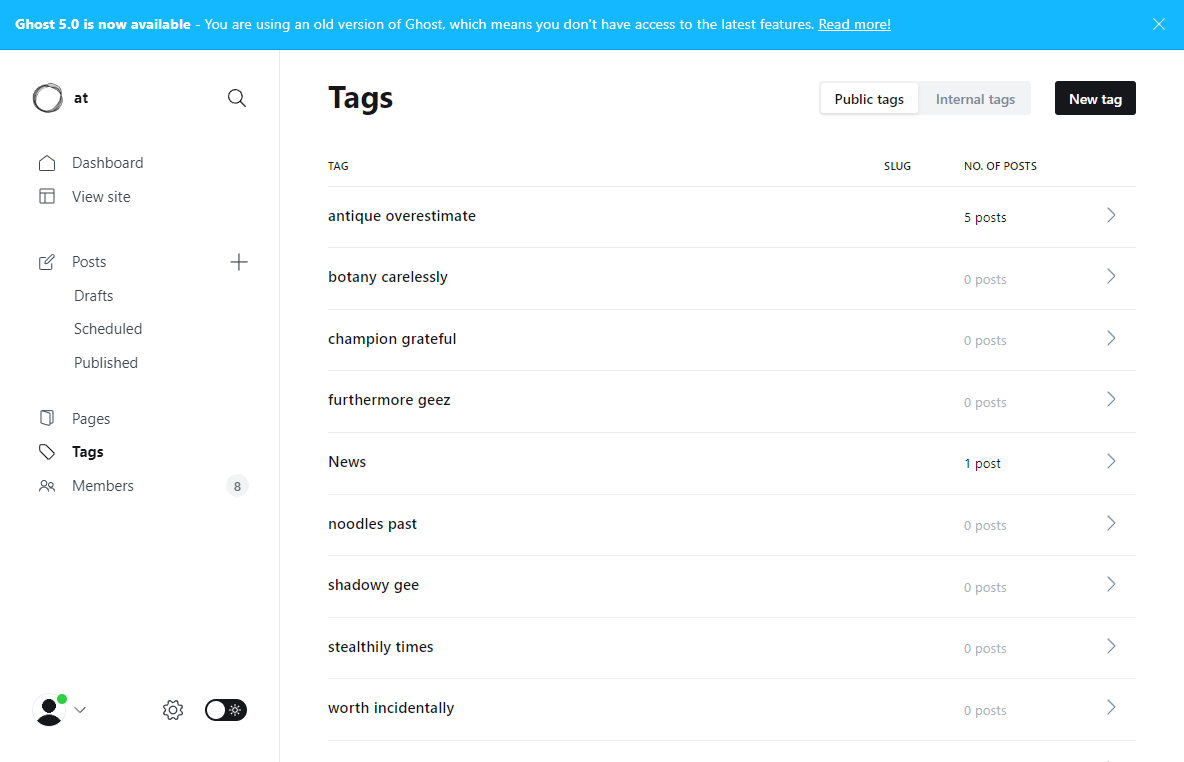 Ghost 5.0 is now available - You are using an old version of Ghost, which means you don't have access to the latest features. Read more!
at
Dashboard
View site
Posts
Drafts
Scheduled
Published
Pages
Tags
Members 8
Tags
Public tags Internal tags New tag
TAG SLUG NO. OF POSTS
antique overestimate 5 posts
botany carelessly 0 posts
champion grateful 0 posts
furthermore geez 0 posts
News 1 post
noodles past 0 posts
shadowy gee 0 posts
stealthily times 0 posts
worth incidentally 0 posts